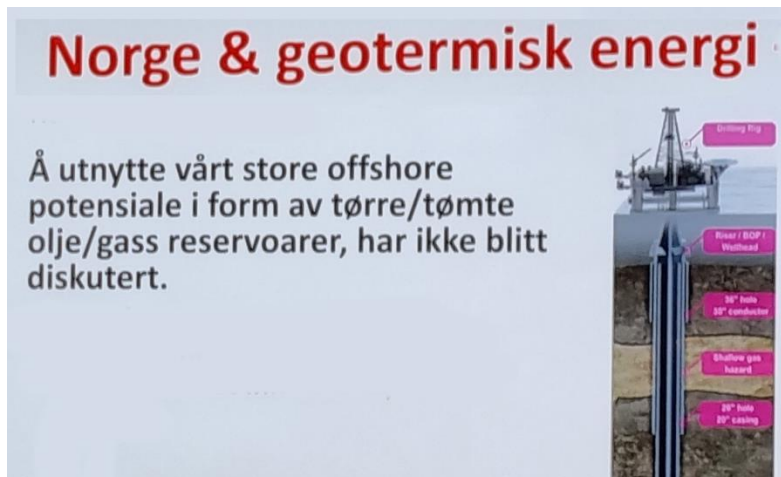 Norge & geotermisk energi
Å utnytte vårt store offshore
potensiale i form av tørre/tømte
olje/gass reservoarer, har ikke blitt
diskutert.
Drilling Rig
Riser / BOP /
Wellhead
36" hole
30" conductor
Shallow gas
hazard
26" hole
20" casing